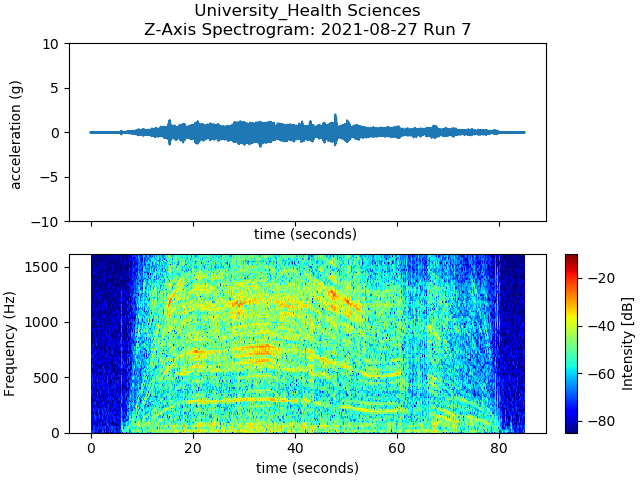 University_Health Sciences
Z-Axis Spectrogram: 2021-08-27 Run 7
10
5
0
−5
−10
acceleration (g)
time (seconds)
1500
1000
500
0
Frequency (Hz)
0 20 40 60 80
time (seconds)
−20
−40
−60
−80
Intensity [dB]